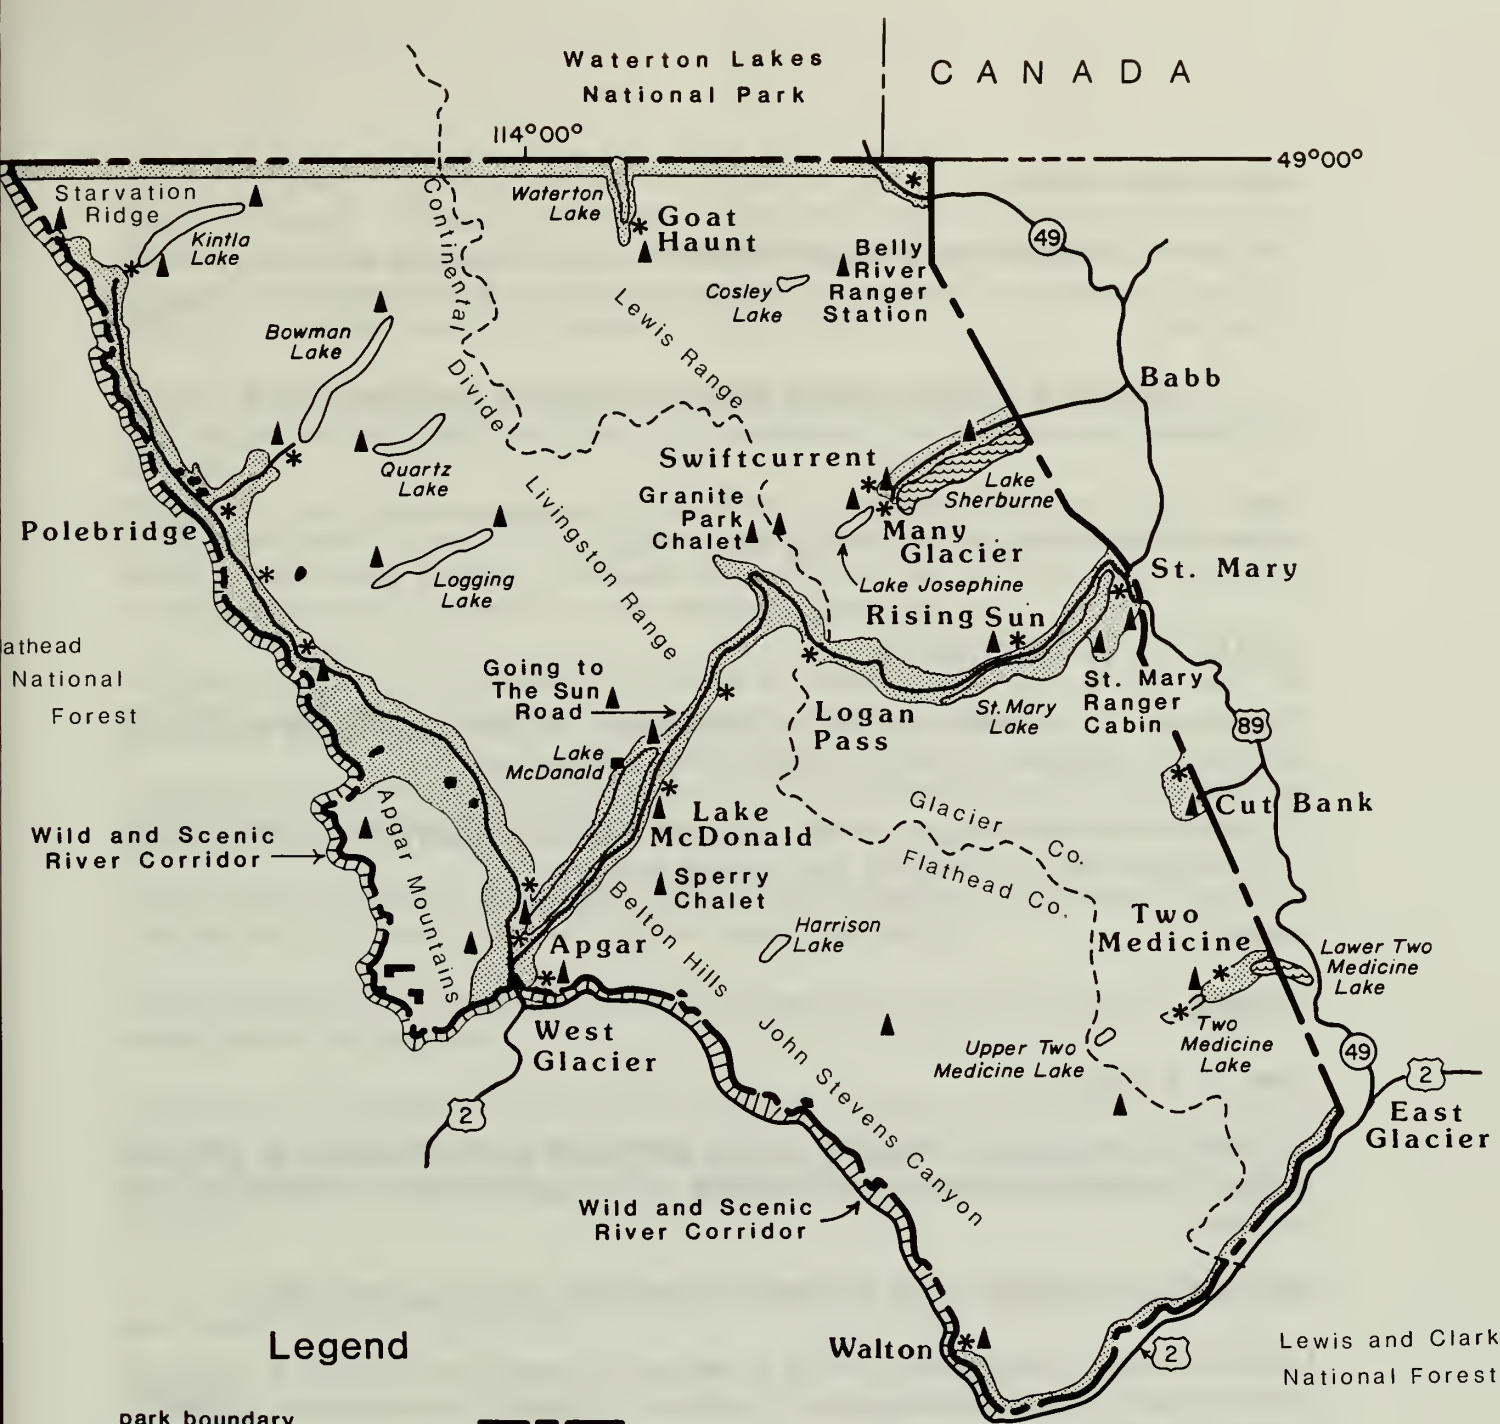 Waterton Lakes
National Park
CANADA
114°00°
49°00°
Starvation
Ridge
Kintla
Lake
Continental
Divide
Waterton
Lake
Goat
Haunt
Belly
River
Ranger
Station
49
Cosley
Lake
Lewis Range
Bowman
Lake
Babb
Quartz
Lake
Swiftcurrent
Lake
Sherburne
Granite
Park
Chalet
Livingston Range
Many
Glacier
Polebridge
Logging
Lake
Lake Josephine
St. Mary
Rising Sun
athead
National
Forest
Going to
The Sun
Road
St. Mary
Ranger
Cabin
Logan
Pass
St. Mary
Lake
89
Lake
McDonald
Apgar Mountains
Glacier Co.
Flathead Co.
Cut Bank
Wild and Scenic
River Corridor
Lake
McDonald
Sperry
Chalet
Belton Hills
Harrison
Lake
Two
Medicine
Lower Two
Medicine
Lake
Apgar
West
Glacier
John Stevens Canyon
Upper Two
Medicine Lake
Two
Medicine
Lake
49
2
2
East
Glacier
Wild and Scenic
River Corridor
Walton
2
Lewis and Clark
National Forest
Legend
park boundary